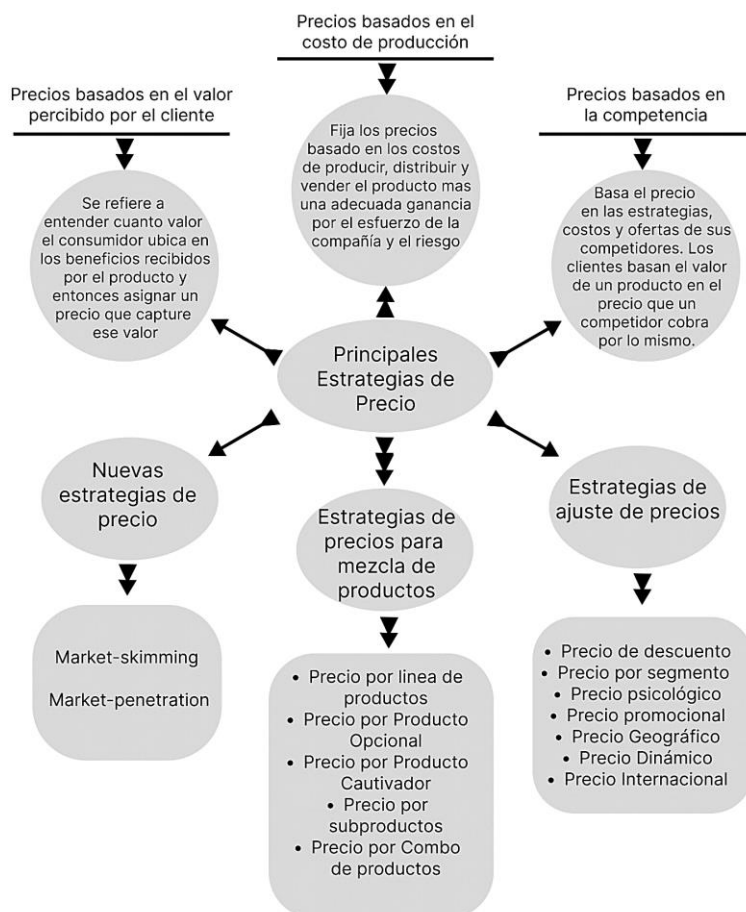 Precios basados en el
costo de producción
Precios basados en el valor
percibido por el cliente
Precios basados en
la competencia
Fija los precios
basado en los costos
de producir, distribuir y
vender el producto mas
una adecuada ganancia
por el esfuerzo de la
compañía y el riesgo
Se refiere a
entender cuanto valor
el consumidor ubica en
los beneficios recibidos
por el producto y
entonces asignar un
precio que capture
ese valor
Basa el precio
en las estrategias,
costos y ofertas de sus
competidores. Los
clientes basan el valor
de un producto en el
precio que un
competidor cobra
por lo mismo.
Principales
Estrategias de
Precio
Nuevas
estrategias de
precio
Estrategias de
precios para
mezcla de
productos
Estrategias de
ajuste de precios
Market-skimming
Market-penetration
• Precio por linea de
productos
• Precio por Producto
Opcional
• Precio por Producto
Cautivador
• Precio por
subproductos
• Precio por Combo
de productos
• Precio de descuento
• Precio por segmento
• Precio psicológico
• Precio promocional
• Precio Geográfico
• Precio Dinámico
• Precio Internacional